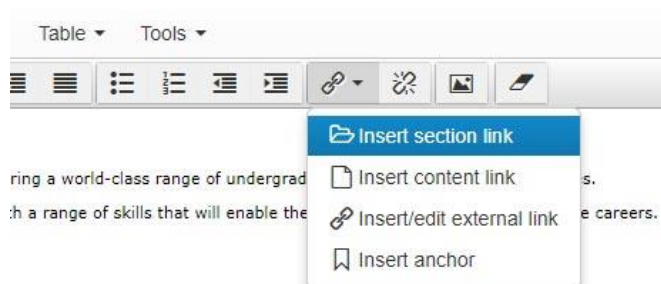 Table Tools
Insert section link
ring a world-class range of undergrad Insert content link s.
h a range of skills that will enable the Insert/edit external link e careers.
Insert anchor